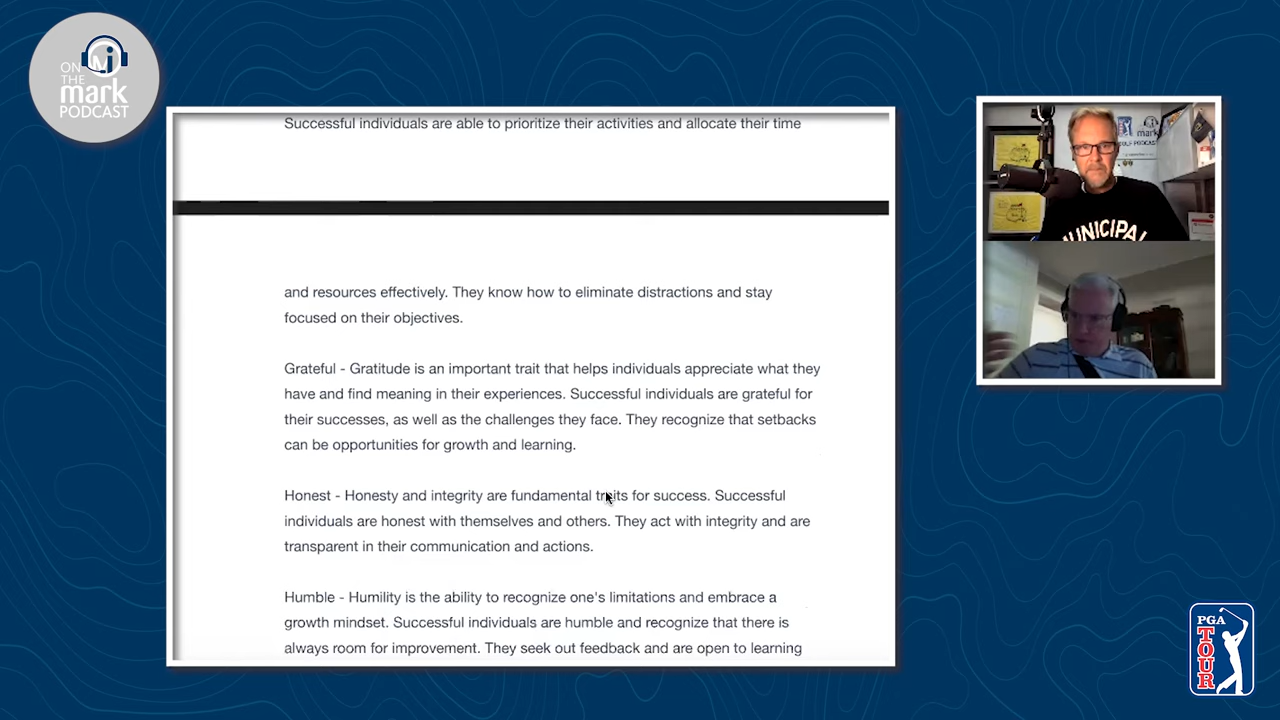 ON
THE
mark
PODCAST
Successful individuals are able to prioritize their activities and allocate their time
and resources effectively. They know how to eliminate distractions and stay
focused on their objectives.
Grateful - Gratitude is an important trait that helps individuals appreciate what they
have and find meaning in their experiences. Successful individuals are grateful for
their successes, as well as the challenges they face. They recognize that setbacks
can be opportunities for growth and learning.
Honest - Honesty and integrity are fundamental traits for success. Successful
individuals are honest with themselves and others. They act with integrity and are
transparent in their communication and actions.
Humble - Humility is the ability to recognize one's limitations and embrace a
growth mindset. Successful individuals are humble and recognize that there is
always room for improvement. They seek out feedback and are open to learning
mark
GOLF PODCAST
MUNICIPAL
PGA
TOUR